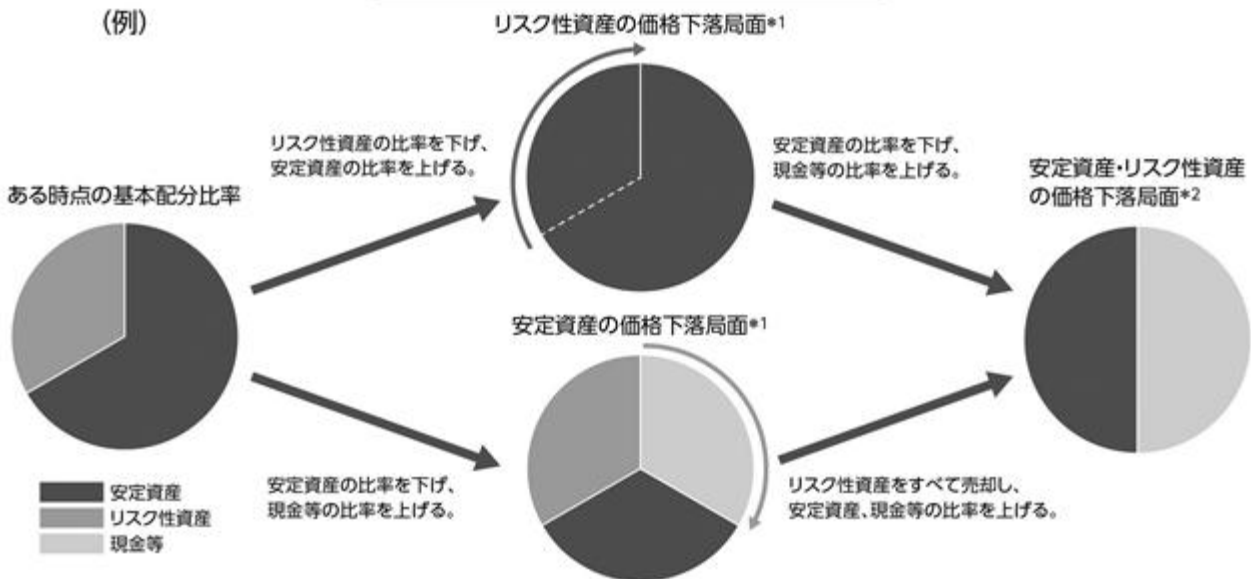 (例)
リスク性資産の価格下落局面*1
リスク性資産の比率を下げ、
安定資産の比率を上げる。
安定資産の比率を下げ、
現金等の比率を上げる。
ある時点の基本配分比率
安定資産・リスク性資産
の価格下落局面*2
安定資産の価格下落局面*1
安定資産の比率を下げ、
現金等の比率を上げる。
リスク性資産をすべて売却し、
安定資産、現金等の比率を上げる。
安定資産
リスク性資産
現金等